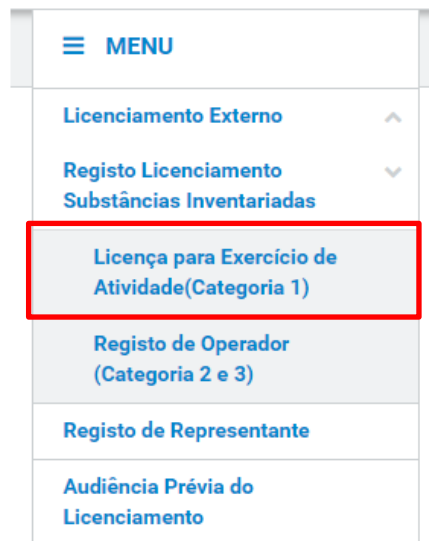 MENU
Licenciamento Externo
Registo Licenciamento
Substâncias Inventariadas
Licença para Exercício de
Atividade(Categoria 1)
Registo de Operador
(Categoria 2 e 3)
Registo de Representante
Audiência Prévia do
Licenciamento